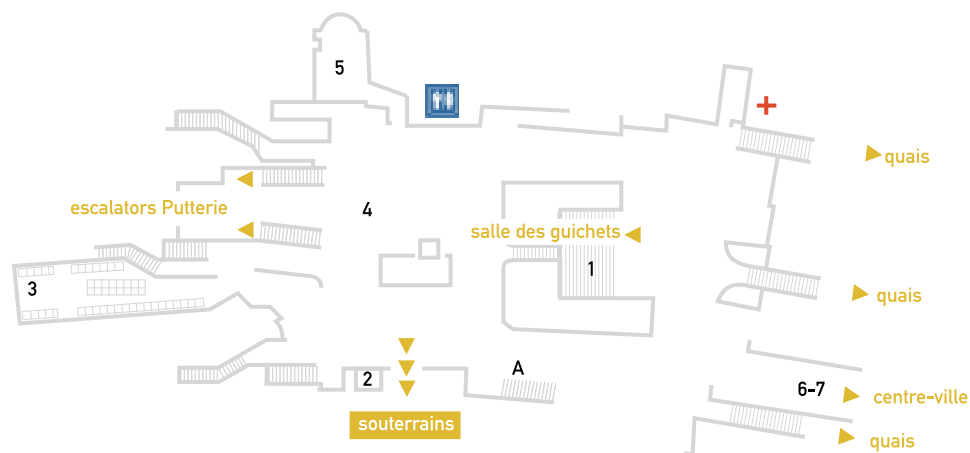 5
quais
escalators Putterie
4
salle des guichets
1
3
quais
A
2
6-7
centre-ville
souterrains
quais